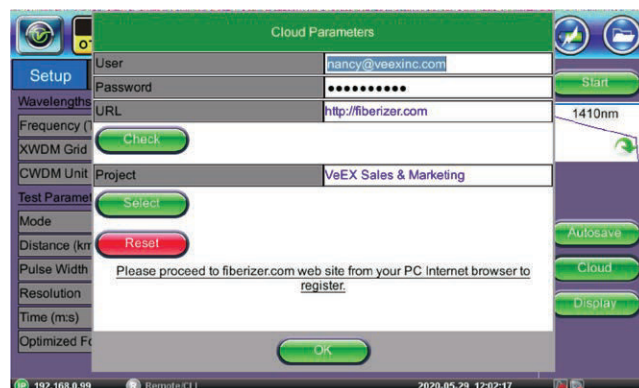 Cloud Parameters
User nancy@veexinc.com
Setup
Password ●●●●●●●●●●
Start
Wavelengths
URL http://fiberizer.com
1410nm
Frequency (T
Check
XWDM Grid
CWDM Unit
Project VeEX Sales & Marketing
Test Paramet
Select
Mode
Autosave
Distance (km
Reset
Pulse Width
Please proceed to fiberizer.com web site from your PC Internet browser to
register.
Cloud
Resolution
Display
Time (m:s)
Optimized Fo
OK
IP 192.168.0.99 R Remote/CLI 2020-05-29 12:02:17